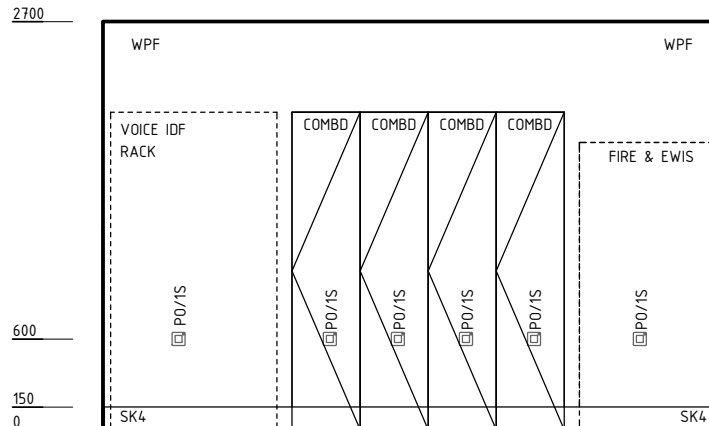 2700
WPF
WPF
VOICE IDF
RACK
COMBD
COMBD
COMBD
COMBD
FIRE & EWIS
PO/1S
PO/1S
PO/1S
PO/1S
PO/1S
PO/1S
600
150
SK4
SK4
0